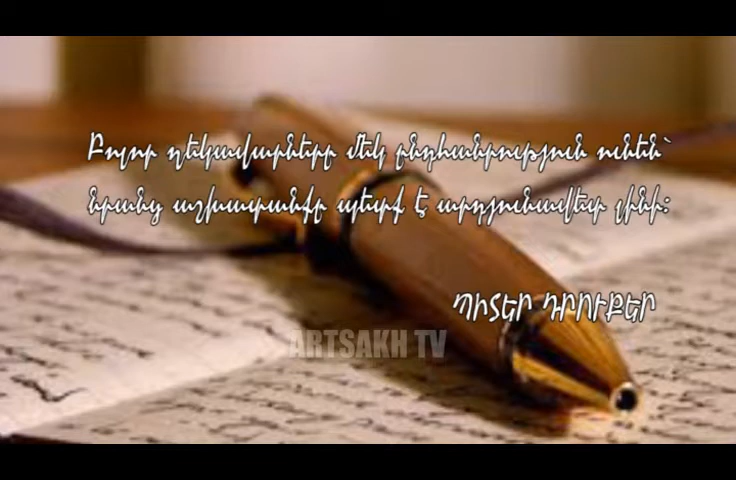 Բոլոր ղեկավարները մեկ ընդհանրություն ունեն՝
նրանց աշխատանքը պետք է արդյունավետ լինի:
ՊԻՏԵՐ ԴՐՈՒՔԵՐ
ARTSAKH TV